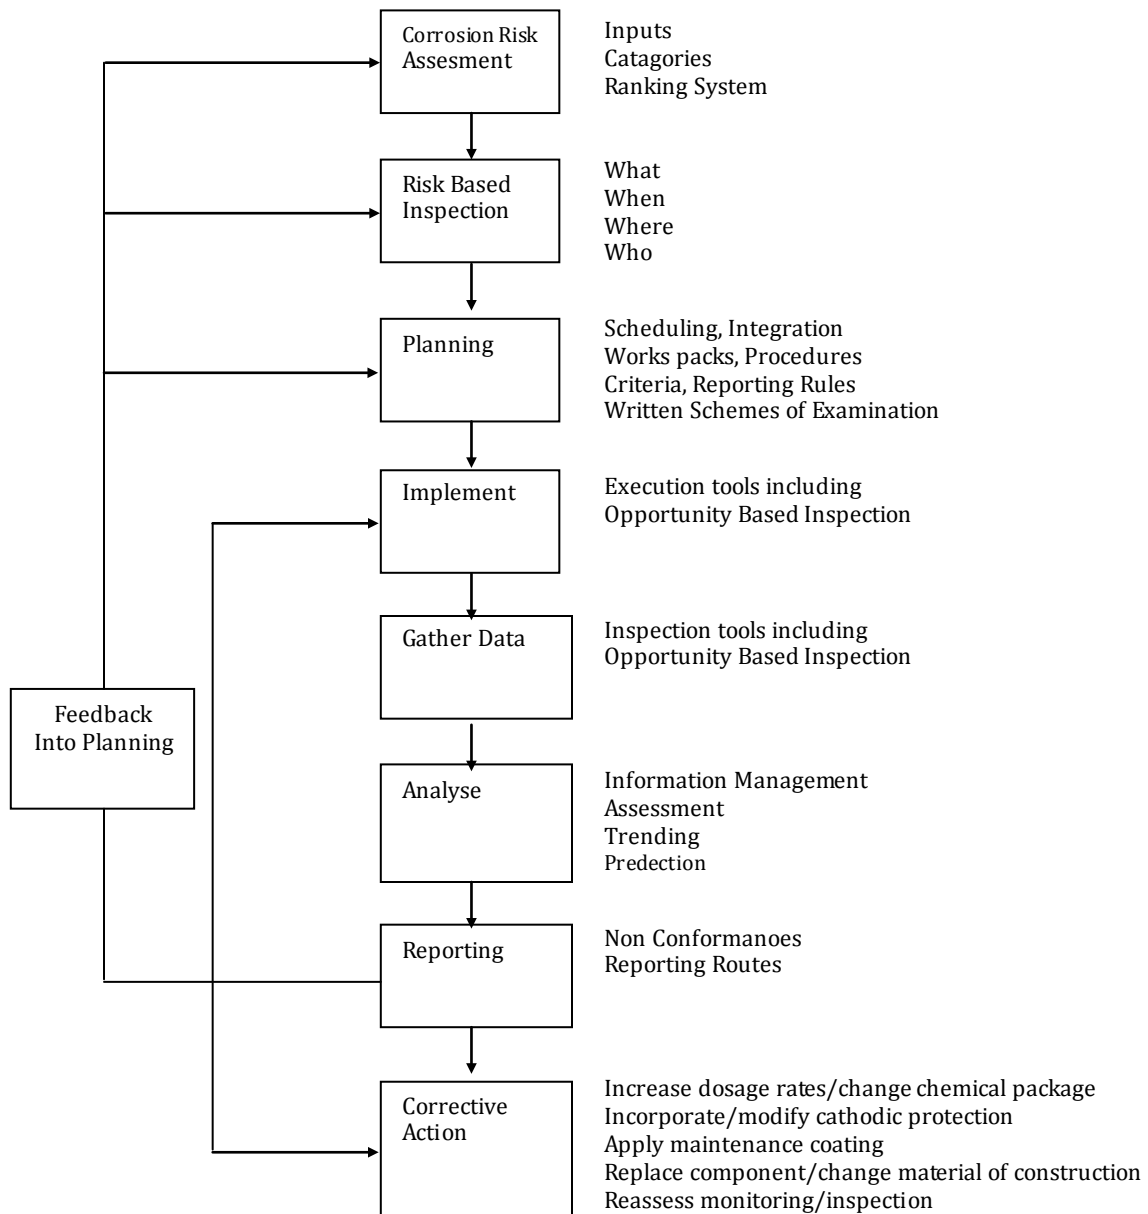 Corrosion Risk
Assesment
Inputs
Catagories
Ranking System
Risk Based
Inspection
What
When
Where
Who
Planning
Scheduling, Integration
Works packs, Procedures
Criteria, Reporting Rules
Written Schemes of Examination
Implement
Execution tools including
Opportunity Based Inspection
Gather Data
Inspection tools including
Opportunity Based Inspection
Feedback
Into Planning
Analyse
Information Management
Assessment
Trending
Predection
Reporting
Non Conformanoes
Reporting Routes
Corrective
Action
Increase dosage rates/change chemical package
Incorporate/modify cathodic protection
Apply maintenance coating
Replace component/change material of construction
Reassess monitoring/inspection